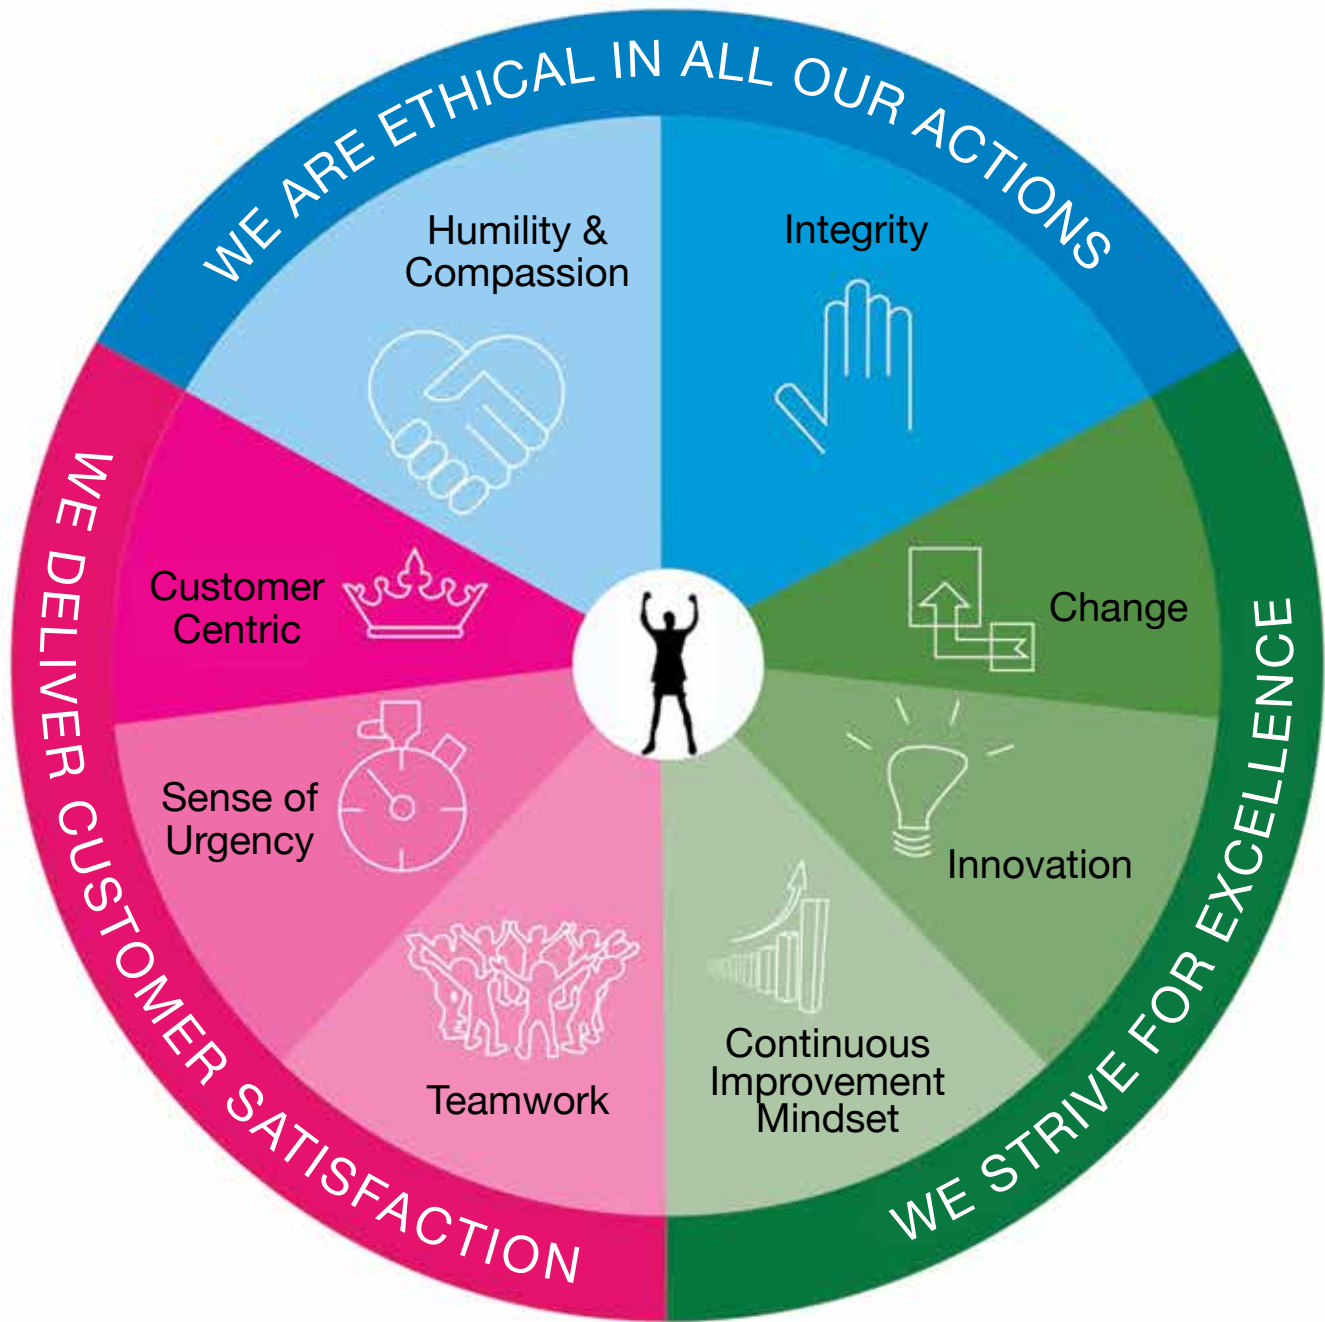 WE ARE ETHICAL IN ALL OUR ACTIONS
Humility &
Compassion
Integrity
Customer
Centric
Change
Sense of
Urgency
Innovation
Teamwork
Continuous
Improvement
Mindset
WE DELIVER CUSTOMER SATISFACTION
WE STRIVE FOR EXCELLENCE